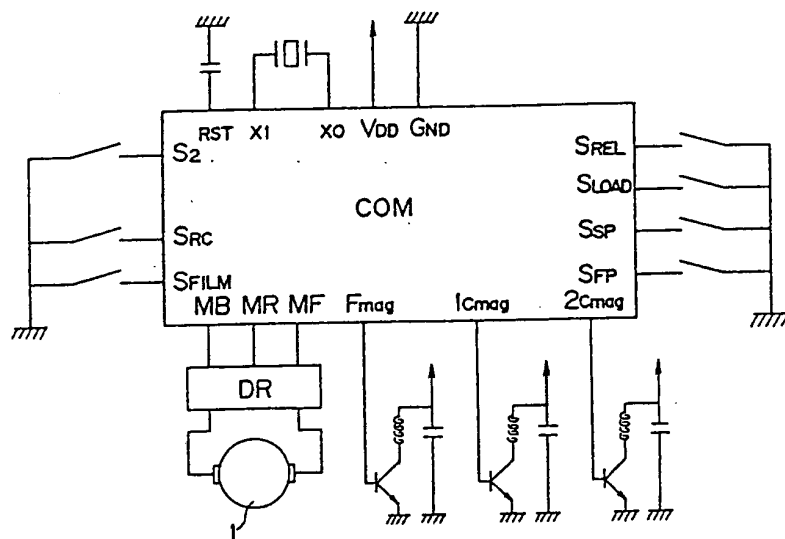 RST X1 X0 VDD GND
S2 SREL
SLOAD
COM
SRC SSP
SFILM SFP
MB MR MF Fmag 1Cmag 2Cmag
DR
1